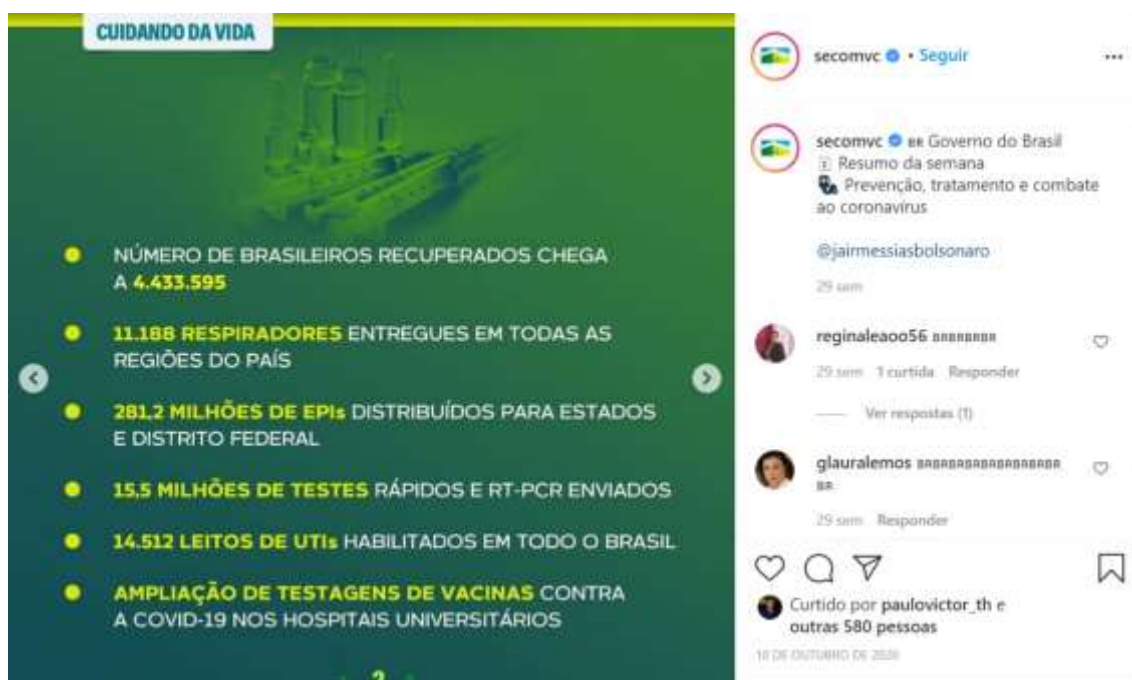 CUIDANDO DA VIDA
NÚMERO DE BRASILEIROS RECUPERADOS CHEGA
A 4.433.595
11.188 RESPIRADORES ENTREGUES EM TODAS AS
REGIÕES DO PAÍS
281,2 MILHÕES DE EPIs DISTRIBUÍDOS PARA ESTADOS
E DISTRITO FEDERAL
15,5 MILHÕES DE TESTES RÁPIDOS E RT-PCR ENVIADOS
14.512 LEITOS DE UTIs HABILITADOS EM TODO O BRASIL
AMPLIAÇÃO DE TESTAGENS DE VACINAS CONTRA
A COVID-19 NOS HOSPITAIS UNIVERSITÁRIOS
secomvc • Seguir
secomvc BR Governo do Brasil
Resumo da semana
Prevenção, tratamento e combate
ao coronavírus
@jairmessiasbolsonaro
29 sem
reginaleaoo56 BRBRBRBR
29 sem 1 curtida Responder
Ver respostas (1)
glauralemos
BR
29 sem Responder
Curtido por paulovictor_th e
outras 580 pessoas
10 DE OUTUBRO DE 2020